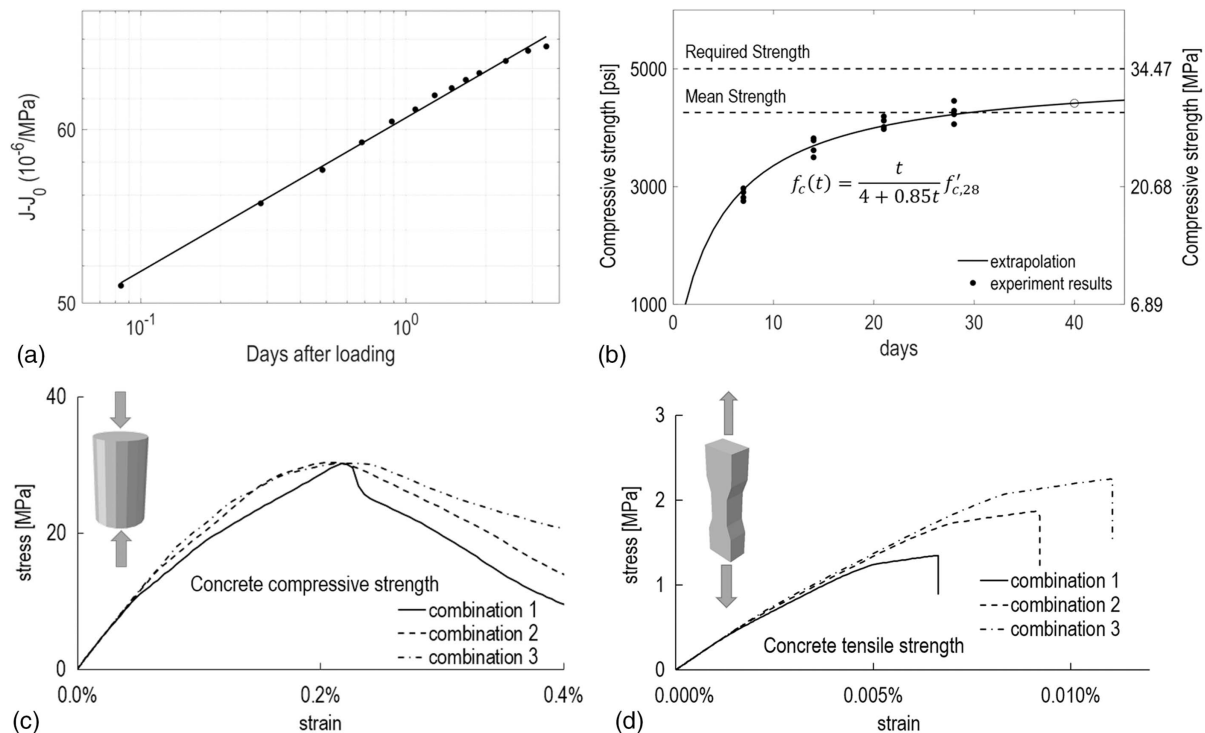 J-J₀ (10⁻⁶/MPa)
60
50
10⁻¹
10⁰
Days after loading
(a)
Compressive strength [psi]
5000
3000
1000
Required Strength
Mean Strength
f_c(t) = t / (4 + 0.85t) f'_c,28
extrapolation
experiment results
34.47
20.68
6.89
Compressive strength [MPa]
0
10
20
30
40
days
(b)
stress [MPa]
40
20
0
Concrete compressive strength
combination 1
combination 2
combination 3
0.0%
0.2%
0.4%
strain
(c)
stress [MPa]
3
2
1
0
Concrete tensile strength
combination 1
combination 2
combination 3
0.000%
0.005%
0.010%
strain
(d)